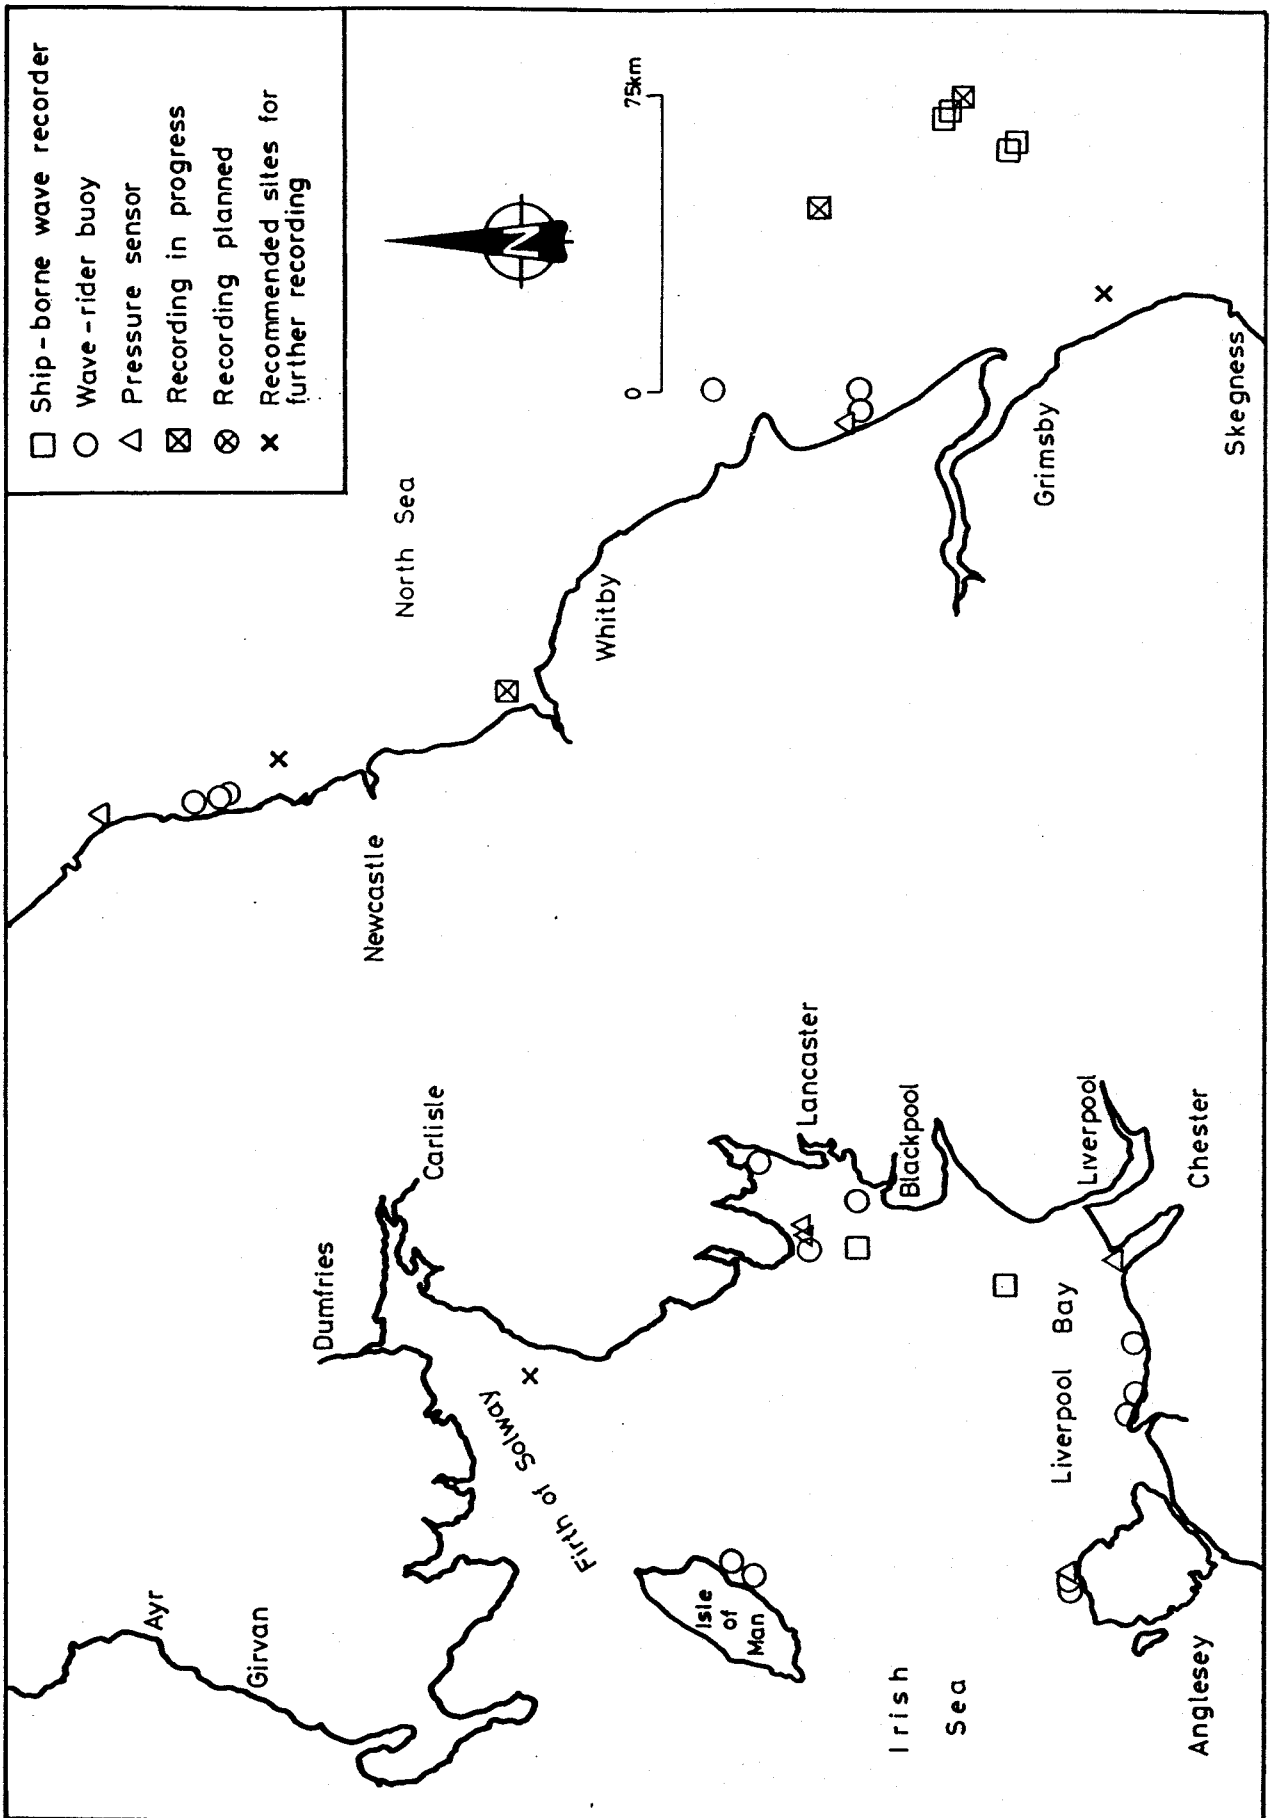 Ship-borne wave recorder
Wave-rider buoy
Pressure sensor
Recording in progress
Recording planned
Recommended sites for
further recording
N
0
75km
North Sea
Newcastle
Whitby
Grimsby
Skegness
Ayr
Girvan
Dumfries
Carlisle
Firth of Solway
Isle
of
Man
Lancaster
Blackpool
Liverpool
Chester
Liverpool Bay
Irish
Sea
Anglesey